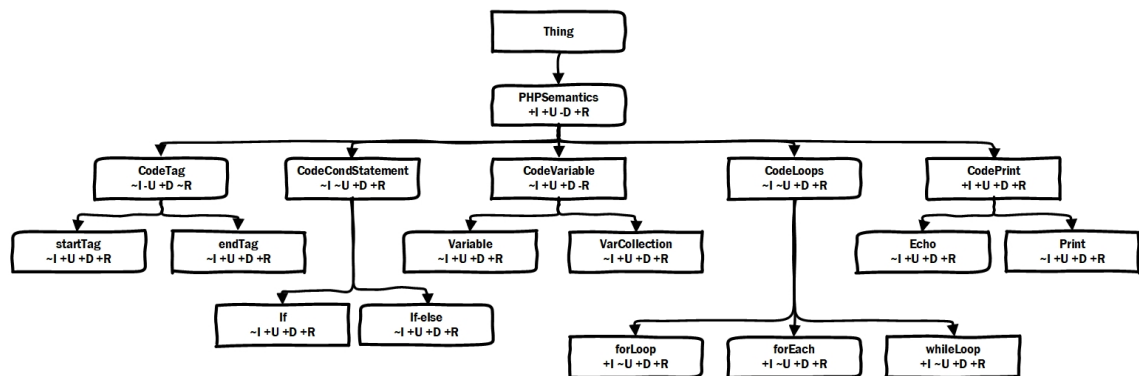 Thing
PHPSemantics
+I +U -D +R
CodeTag
~I -U +D ~R
CodeCondStatement
~I ~U +D +R
CodeVariable
~I +U +D -R
CodeLoops
~I ~U +D +R
CodePrint
+I +U +D +R
startTag
~I +U +D +R
endTag
~I +U +D +R
Variable
~I +U +D +R
VarCollection
~I +U +D +R
Echo
~I +U +D +R
Print
~I +U +D +R
If
~I +U +D +R
If-else
~I +U +D +R
forLoop
+I ~U +D +R
forEach
+I ~U +D +R
whileLoop
+I ~U +D +R